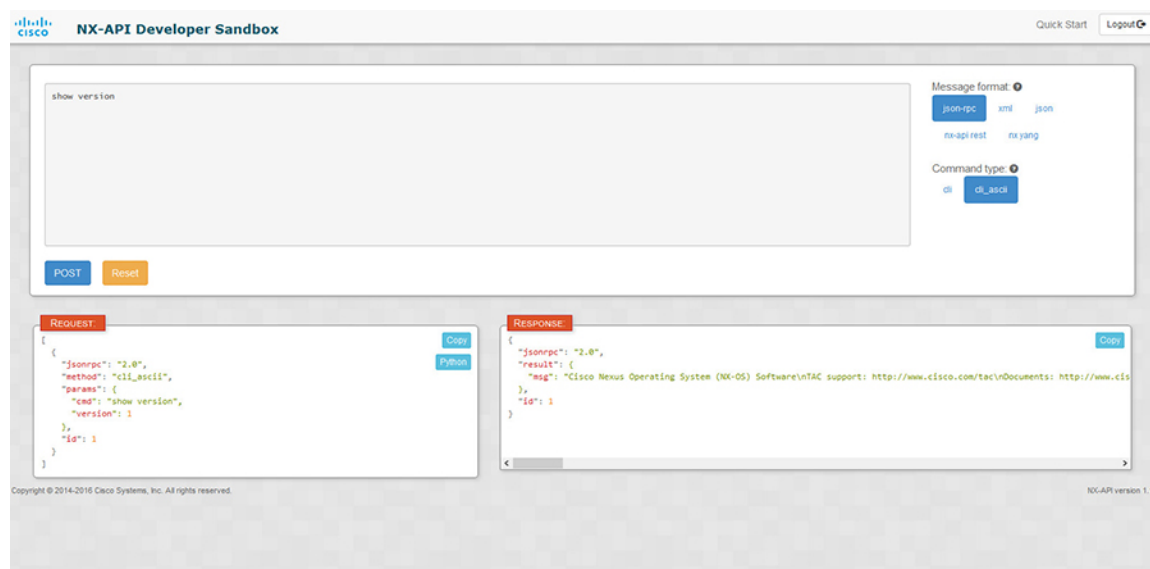 CISCO
NX-API Developer Sandbox
Quick Start
Logout
show version
Message format:
json-rpc xml json
nx-api rest nx yang
Command type:
cli cli_ascii
POST Reset
REQUEST:
Copy
Python
[
{
"jsonrpc": "2.0",
"method": "cli_ascii",
"params": {
"cmd": "show version",
"version": 1
},
"id": 1
}
]
RESPONSE:
Copy
{
"jsonrpc": "2.0",
"result": {
"msg": "Cisco Nexus Operating System (NX-OS) Software\nTAC support: http://www.cisco.com/tac\nDocuments: http://www.cis
},
"id": 1
}
Copyright © 2014-2016 Cisco Systems, Inc. All rights reserved.
NX-API version 1.